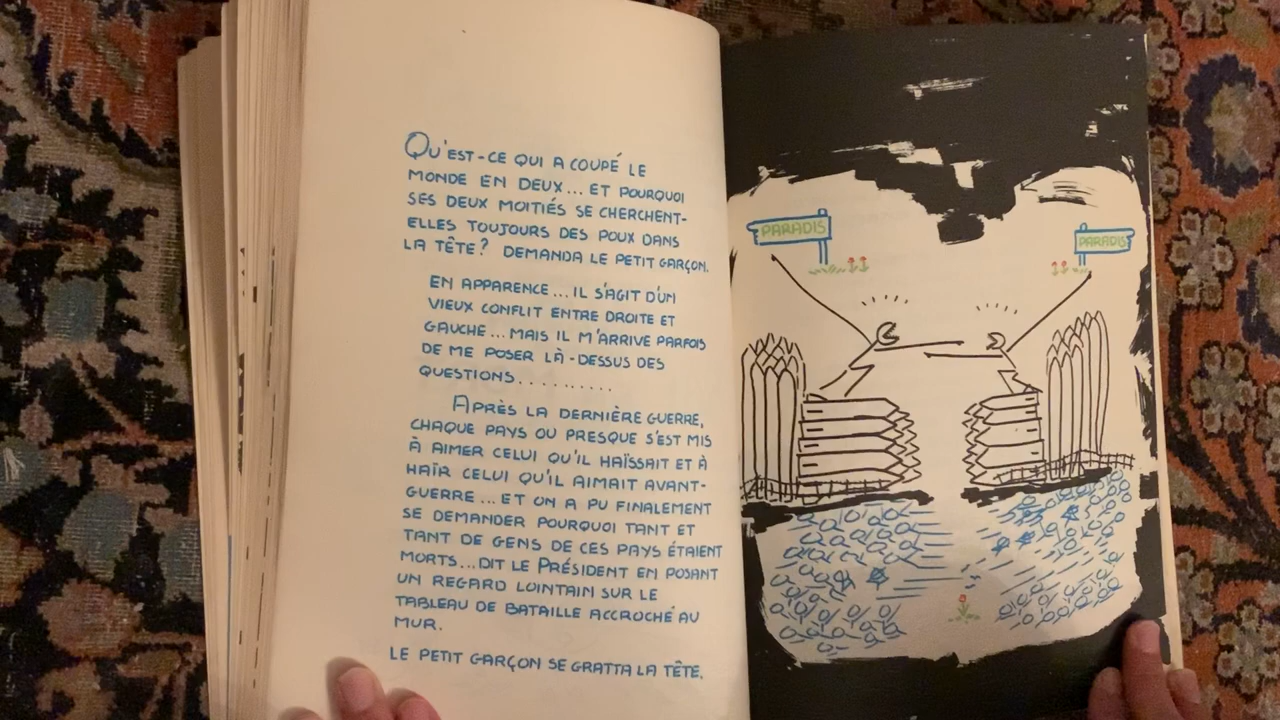 QU'EST-CE QUI A COUPÉ LE
MONDE EN DEUX... ET POURQUOI
SES DEUX MOITIÉS SE CHERCHENT-
ELLES TOUJOURS DES POUX DANS
LA TÊTE? DEMANDA LE PETIT GARÇON.
EN APPARENCE... IL S'AGIT D'UN
VIEUX CONFLIT ENTRE DROITE ET
GAUCHE... MAIS IL M'ARRIVE PARFOIS
DE ME POSER LÀ-DESSUS DES
QUESTIONS..........
APRÈS LA DERNIÈRE GUERRE,
CHAQUE PAYS OU PRESQUE S'EST MIS
À AIMER CELUI QU'IL HAÏSSAIT ET À
HAÏR CELUI QU'IL AIMAIT AVANT-
GUERRE... ET ON A PU FINALEMENT
SE DEMANDER POURQUOI TANT ET
TANT DE GENS DE CES PAYS ÉTAIENT
MORTS... DIT LE PRÉSIDENT EN POSANT
UN REGARD LOINTAIN SUR LE
TABLEAU DE BATAILLE ACCROCHÉ AU
MUR.
LE PETIT GARÇON SE GRATTA LA TÊTE.
PARADIS
PARADIS